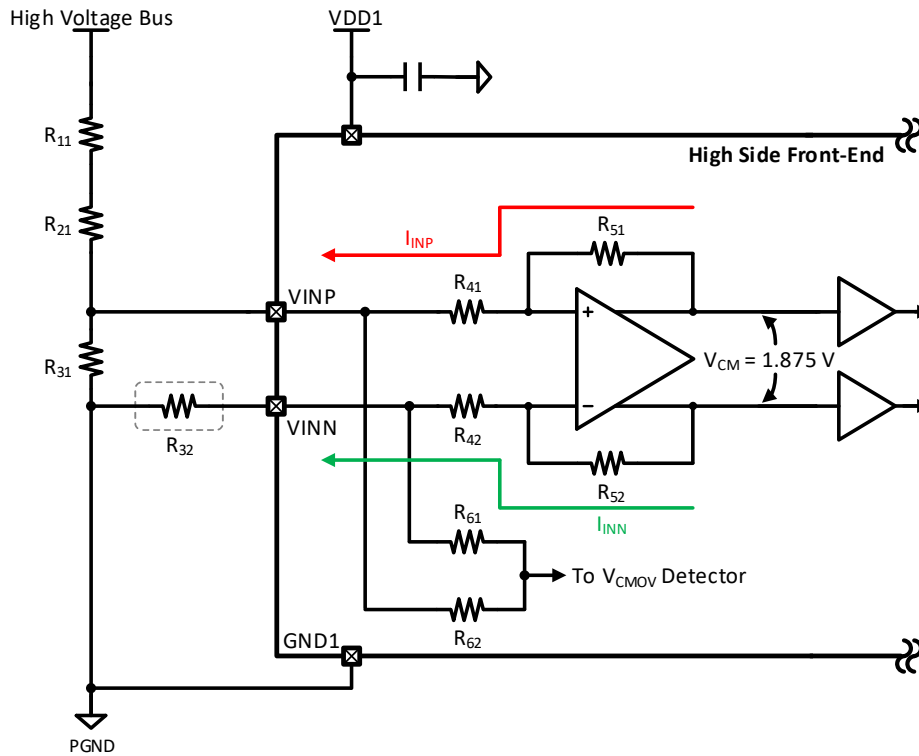 High Voltage Bus
VDD1
R11
High Side Front-End
R21
IINP
R51
VINP
R41
+
R31
VCM = 1.875 V
R32
VINN
R42
−
R52
IINN
R61
To VCMOV Detector
R62
GND1
PGND